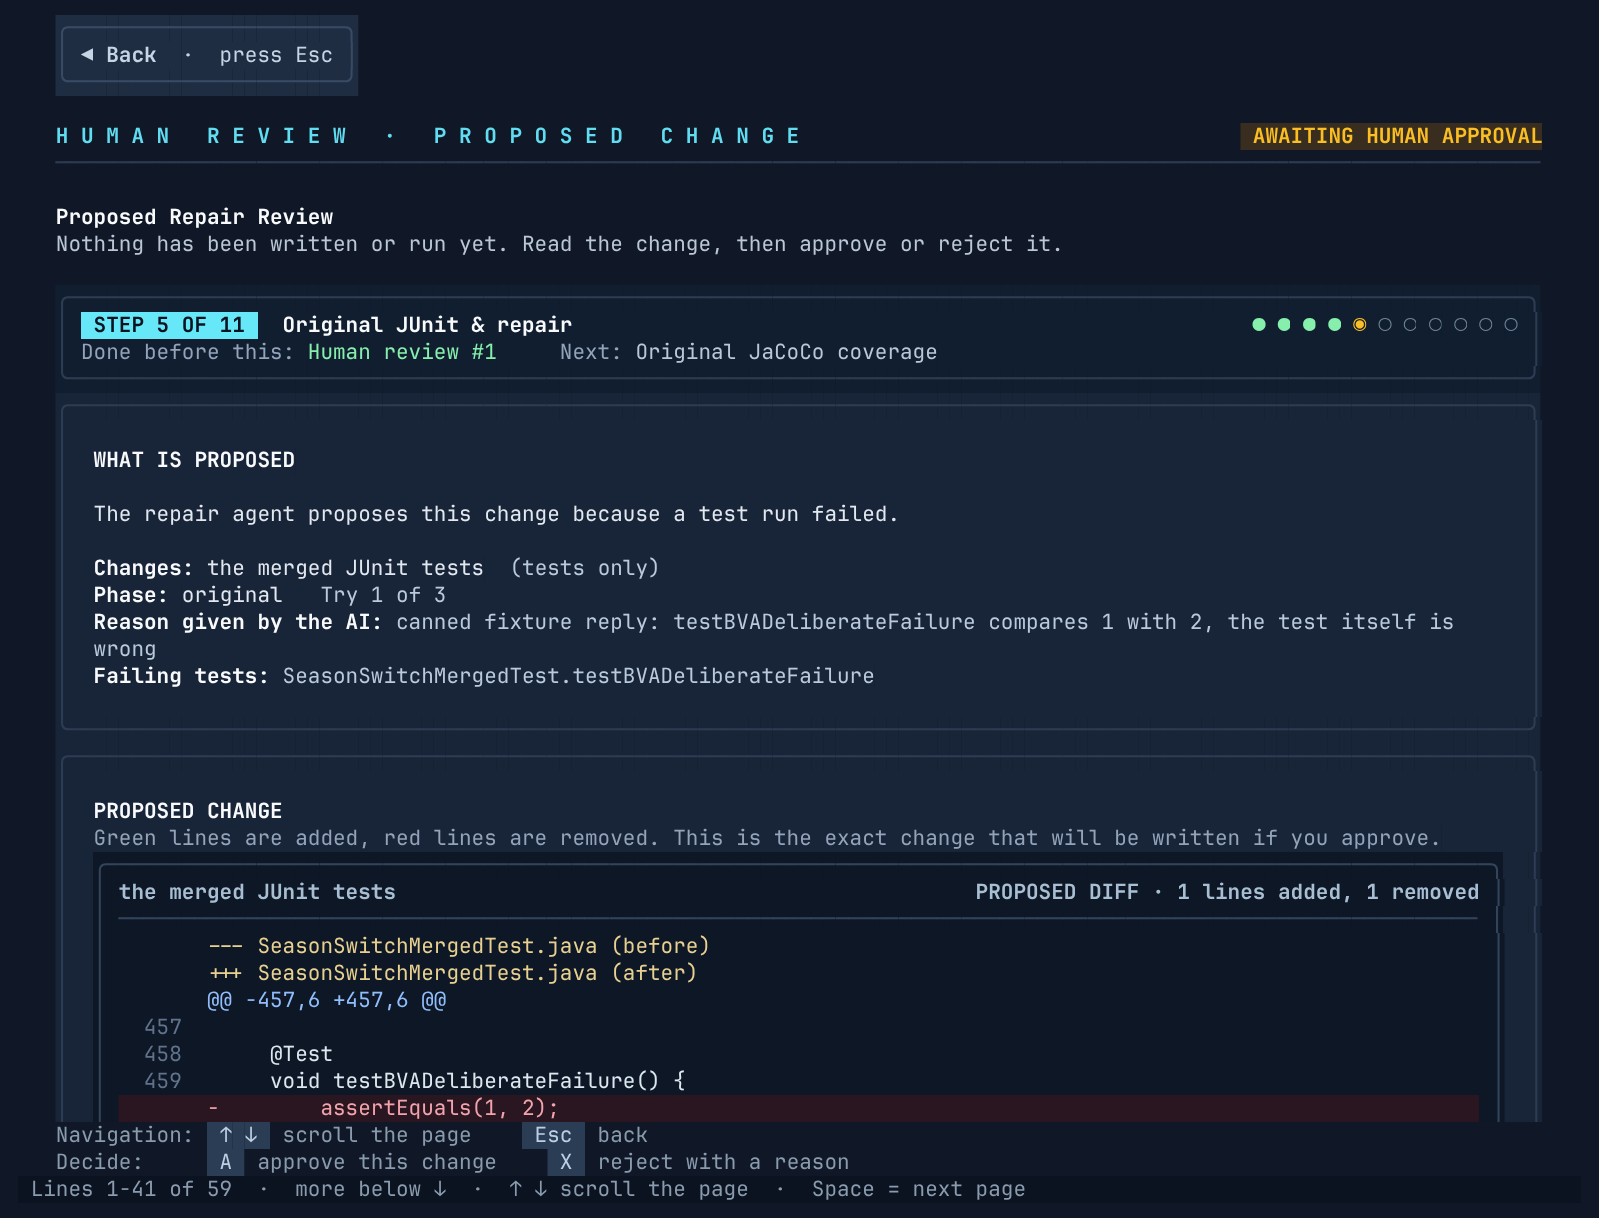 ◄ Back · press Esc
HUMAN REVIEW · PROPOSED CHANGE AWAITING HUMAN APPROVAL
Proposed Repair Review
Nothing has been written or run yet. Read the change, then approve or reject it.
STEP 5 OF 11 Original JUnit & repair
Done before this: Human review #1 Next: Original JaCoCo coverage
WHAT IS PROPOSED
The repair agent proposes this change because a test run failed.
Changes: the merged JUnit tests (tests only)
Phase: original Try 1 of 3
Reason given by the AI: canned fixture reply: testBVADeliberateFailure compares 1 with 2, the test itself is
wrong
Failing tests: SeasonSwitchMergedTest.testBVADeliberateFailure
PROPOSED CHANGE
Green lines are added, red lines are removed. This is the exact change that will be written if you approve.
the merged JUnit tests PROPOSED DIFF · 1 lines added, 1 removed
--- SeasonSwitchMergedTest.java (before)
+++ SeasonSwitchMergedTest.java (after)
@@ -457,6 +457,6 @@
457
458 @Test
459 void testBVADeliberateFailure() {
- assertEquals(1, 2);
Navigation: ↑ ↓ scroll the page Esc back
Decide: A approve this change X reject with a reason
Lines 1-41 of 59 · more below ↓ · ↑ ↓ scroll the page · Space = next page